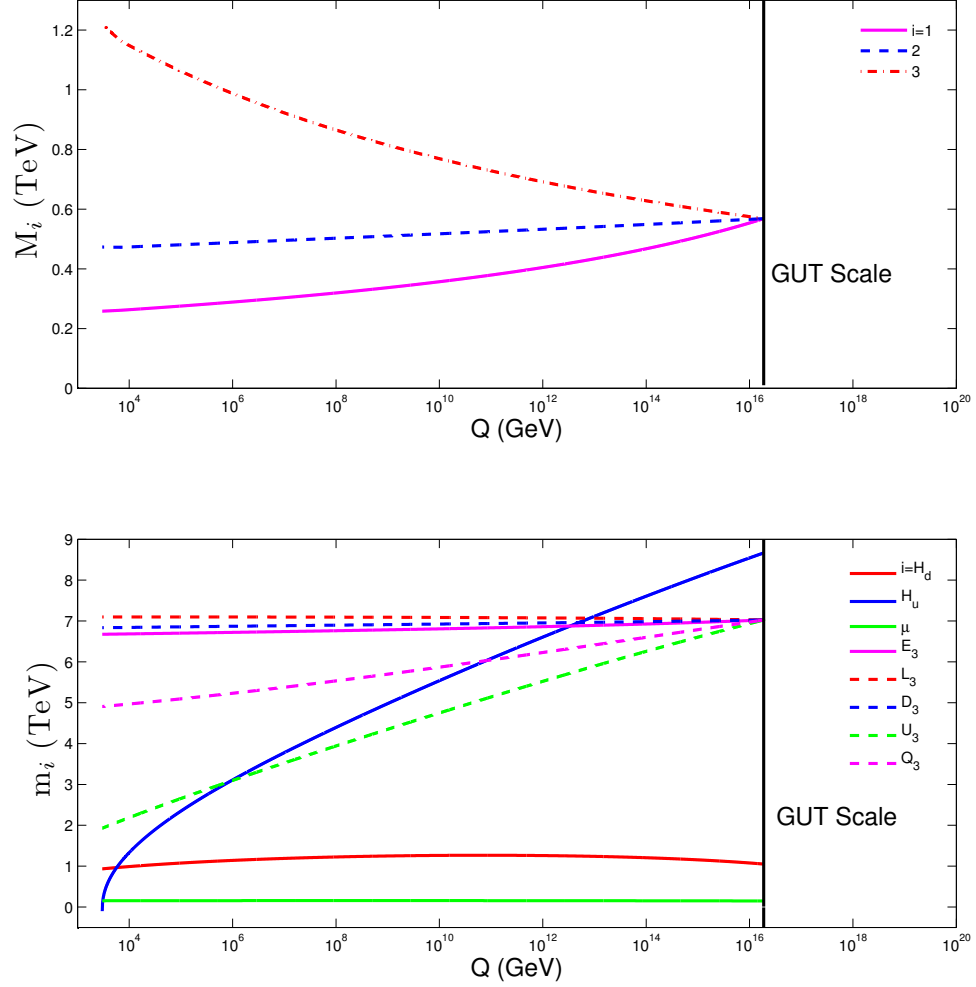 1.2
1
0.8
0.6
0.4
0.2
0
M_i (TeV)
i=1
2
3
GUT Scale
10^4 10^6 10^8 10^10 10^12 10^14 10^16 10^18 10^20
Q (GeV)
9
8
7
6
5
4
3
2
1
0
m_i (TeV)
i=H_d
H_u
μ
E_3
L_3
D_3
U_3
Q_3
GUT Scale
10^4 10^6 10^8 10^10 10^12 10^14 10^16 10^18 10^20
Q (GeV)